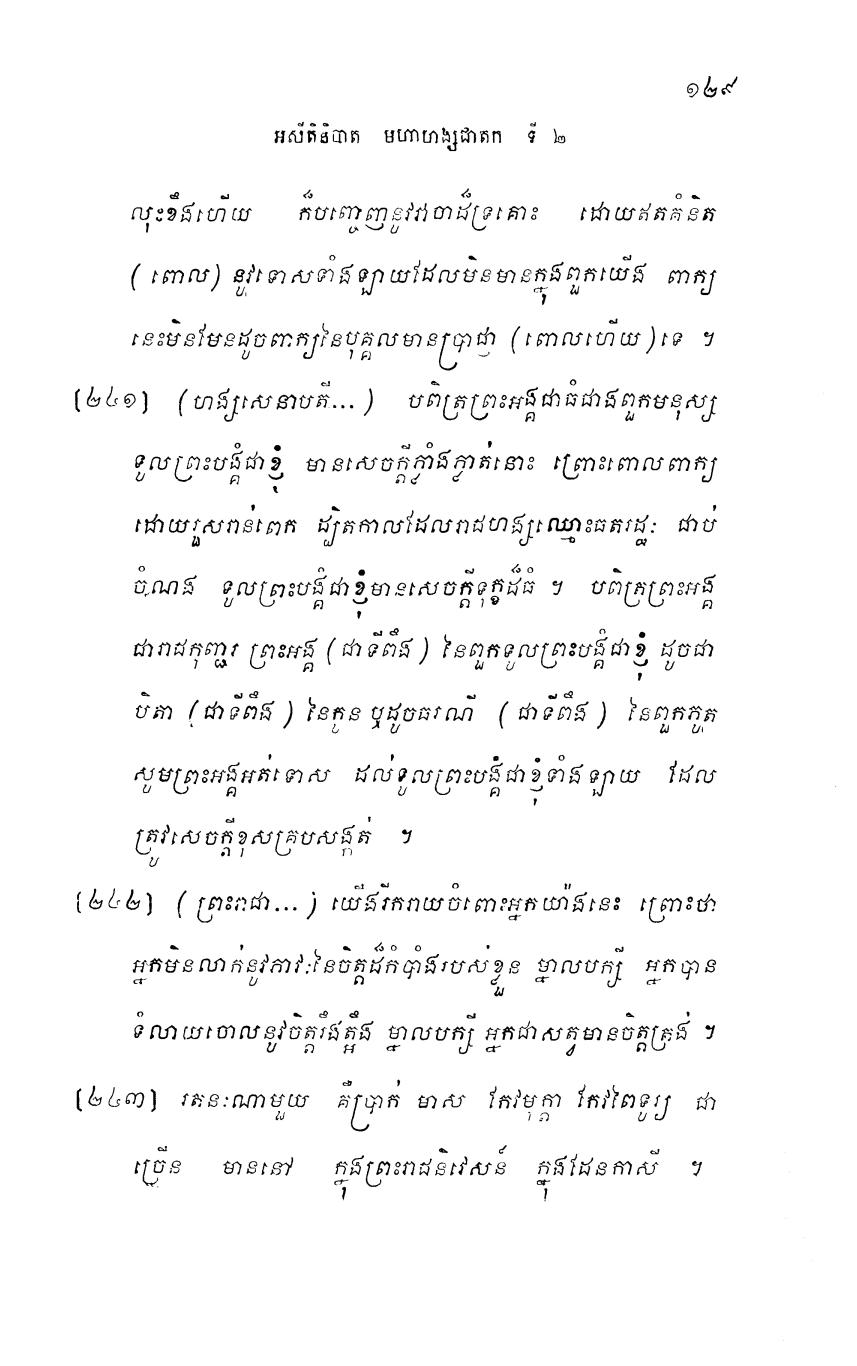 ១២៩
អសីតិនិបាត មហាហង្សជាតក ទី ២
លុះខឹងហើយ ក៏បញ្ចេញនូវវាចាដ៏ទ្រគោះ ដោយឥតគំនិត
(ពោល) នូវទោសទាំងឡាយដែលមិនមានក្នុងពួកយើង ពាក្យ
នេះមិនមែនដូចពាក្យនៃបុគ្គលមានប្រាជ្ញា (ពោលហើយ) ទេ ។
[២៤១] (ហង្សសេនាបតី...) បពិត្រព្រះអង្គជាធំជាងពួកមនុស្ស
ទូលព្រះបង្គំជាខ្ញុំ មានសេចក្តីក្ងាំងក្ងាត់នោះ ព្រោះពោលពាក្យ
ដោយរួសរាន់ពេក ដ្បិតកាលដែលរាជហង្សឈ្មោះធតរដ្ឋៈ ជាប់
ចំណង ទូលព្រះបង្គំជាខ្ញុំមានសេចក្តីទុក្ខដ៏ធំ ។ បពិត្រព្រះអង្គ
ជារាជកុញ្ជរ ព្រះអង្គ (ជាទីពឹង) នៃពួកទូលព្រះបង្គំជាខ្ញុំ ដូចជា
បិតា (ជាទីពឹង) នៃកូន ឬដូចធរណី (ជាទីពឹង) នៃពួកភូត
សូមព្រះអង្គអត់ទោស ដល់ទូលព្រះបង្គំជាខ្ញុំទាំងឡាយ ដែល
ត្រូវសេចក្តីខុសគ្របសង្កត់ ។
[២៤២] (ព្រះរាជា...) យើងរីករាយចំពោះអ្នកយ៉ាងនេះ ព្រោះថា
អ្នកមិនលាក់នូវភាវៈនៃចិត្តដ៏កំបាំងរបស់ខ្លួន ម្នាលបក្សី អ្នកបាន
ទំលាយចោលនូវចិត្តរឹងត្អឹង ម្នាលបក្សី អ្នកជាសត្វមានចិត្តត្រង់ ។
[២៤៣] រតនៈណាមួយ គឺប្រាក់ មាស កែវមុក្តា កែវពៃទូរ្យ ជា
ច្រើន មាននៅ ក្នុងព្រះរាជនិវេសន៍ ក្នុងដែនកាសី ។